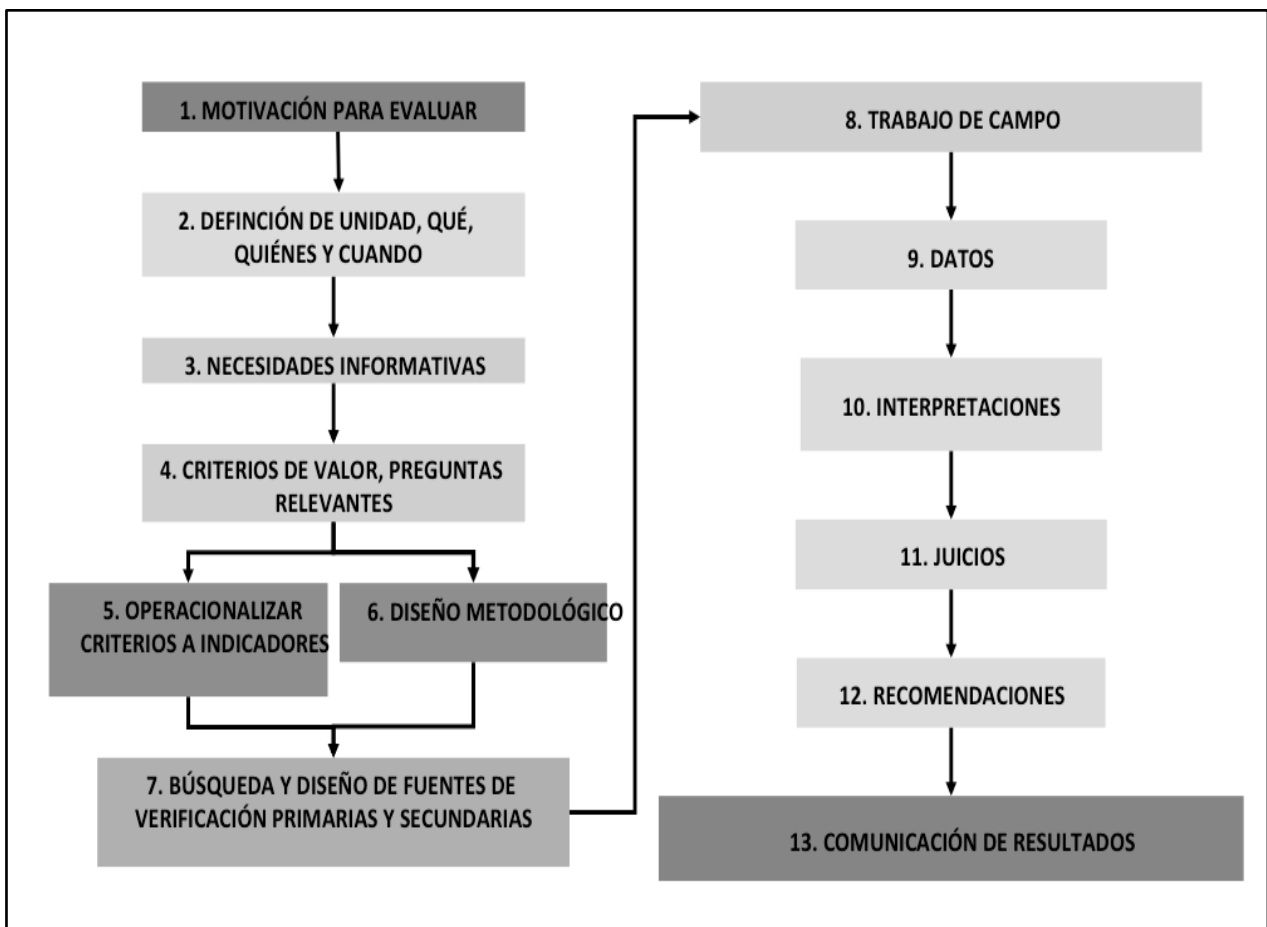 1. MOTIVACIÓN PARA EVALUAR
2. DEFINCIÓN DE UNIDAD, QUÉ,
QUIÉNES Y CUANDO
3. NECESIDADES INFORMATIVAS
4. CRITERIOS DE VALOR, PREGUNTAS
RELEVANTES
5. OPERACIONALIZAR
CRITERIOS A INDICADORES
6. DISEÑO METODOLÓGICO
7. BÚSQUEDA Y DISEÑO DE FUENTES DE
VERIFICACIÓN PRIMARIAS Y SECUNDARIAS
8. TRABAJO DE CAMPO
9. DATOS
10. INTERPRETACIONES
11. JUICIOS
12. RECOMENDACIONES
13. COMUNICACIÓN DE RESULTADOS